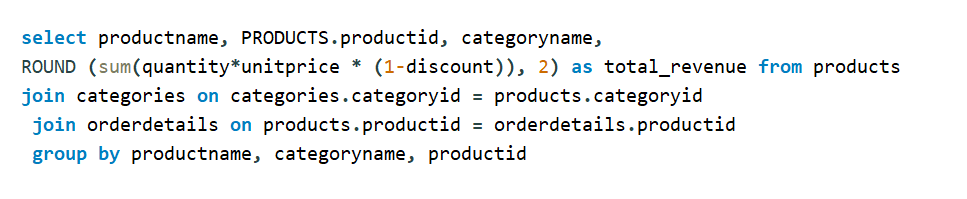 select productname, PRODUCTS.productid, categoryname,
ROUND (sum(quantity*unitprice * (1-discount)), 2) as total_revenue from products
join categories on categories.categoryid = products.categoryid
join orderdetails on products.productid = orderdetails.productid
group by productname, categoryname, productid